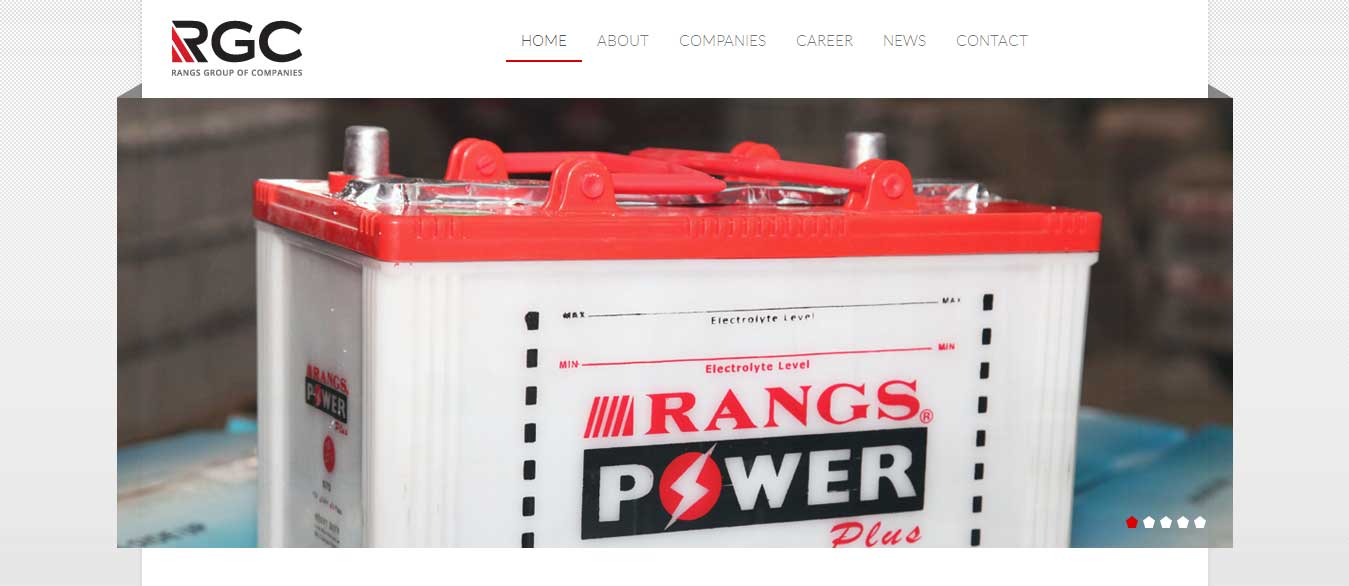 RGC
RANGS GROUP OF COMPANIES
HOME ABOUT COMPANIES CAREER NEWS CONTACT
MAX MAX
Electrolyte Level
MIN MIN
Electrolyte Level
RANGS®
POWER
Plus
RANGS
POWER
Plus